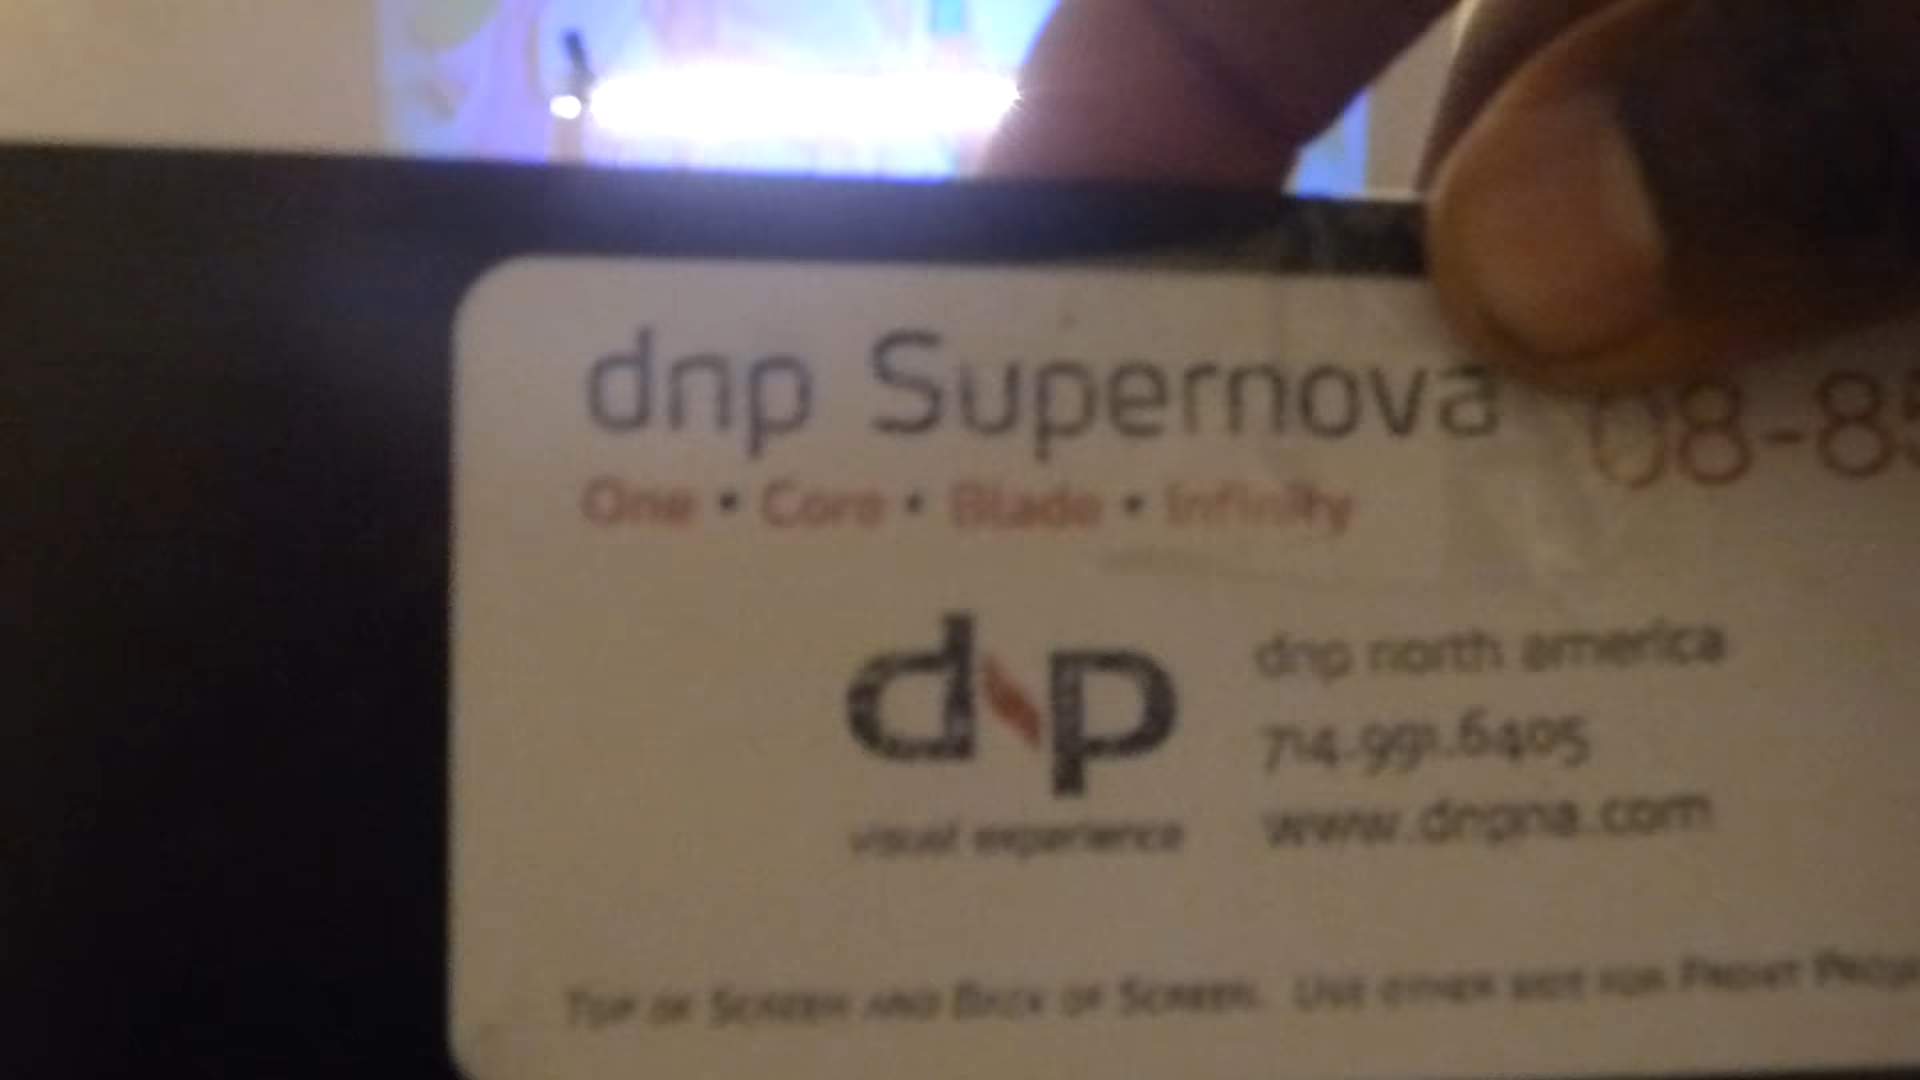 dnp Supernova
08-85
One • Core • Blade • Infinity
dnp
visual experience
dnp north america
714.991.6405
www.dnpna.com
TOP OF SCREEN AND BACK OF SCREEN. USE OTHER SIDE FOR FRONT